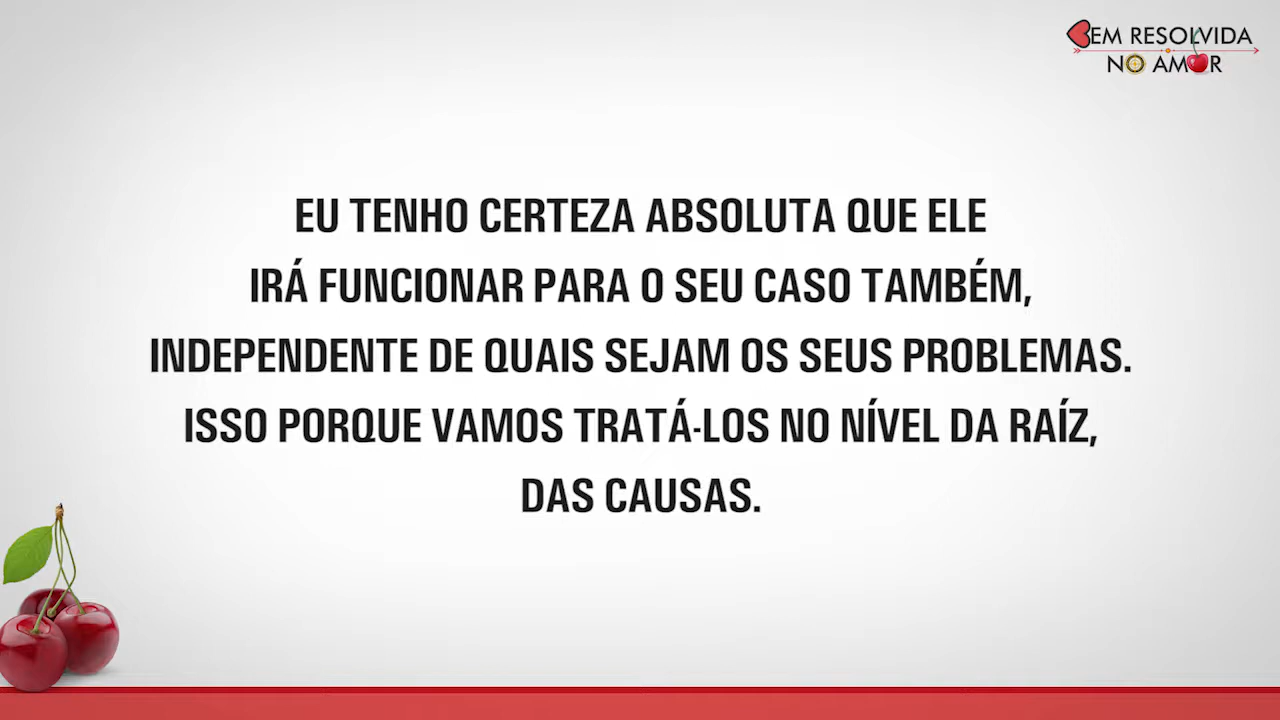 BEM RESOLVIDA
NO AMOR
EU TENHO CERTEZA ABSOLUTA QUE ELE
IRÁ FUNCIONAR PARA O SEU CASO TAMBÉM,
INDEPENDENTE DE QUAIS SEJAM OS SEUS PROBLEMAS.
ISSO PORQUE VAMOS TRATÁ-LOS NO NÍVEL DA RAÍZ,
DAS CAUSAS.